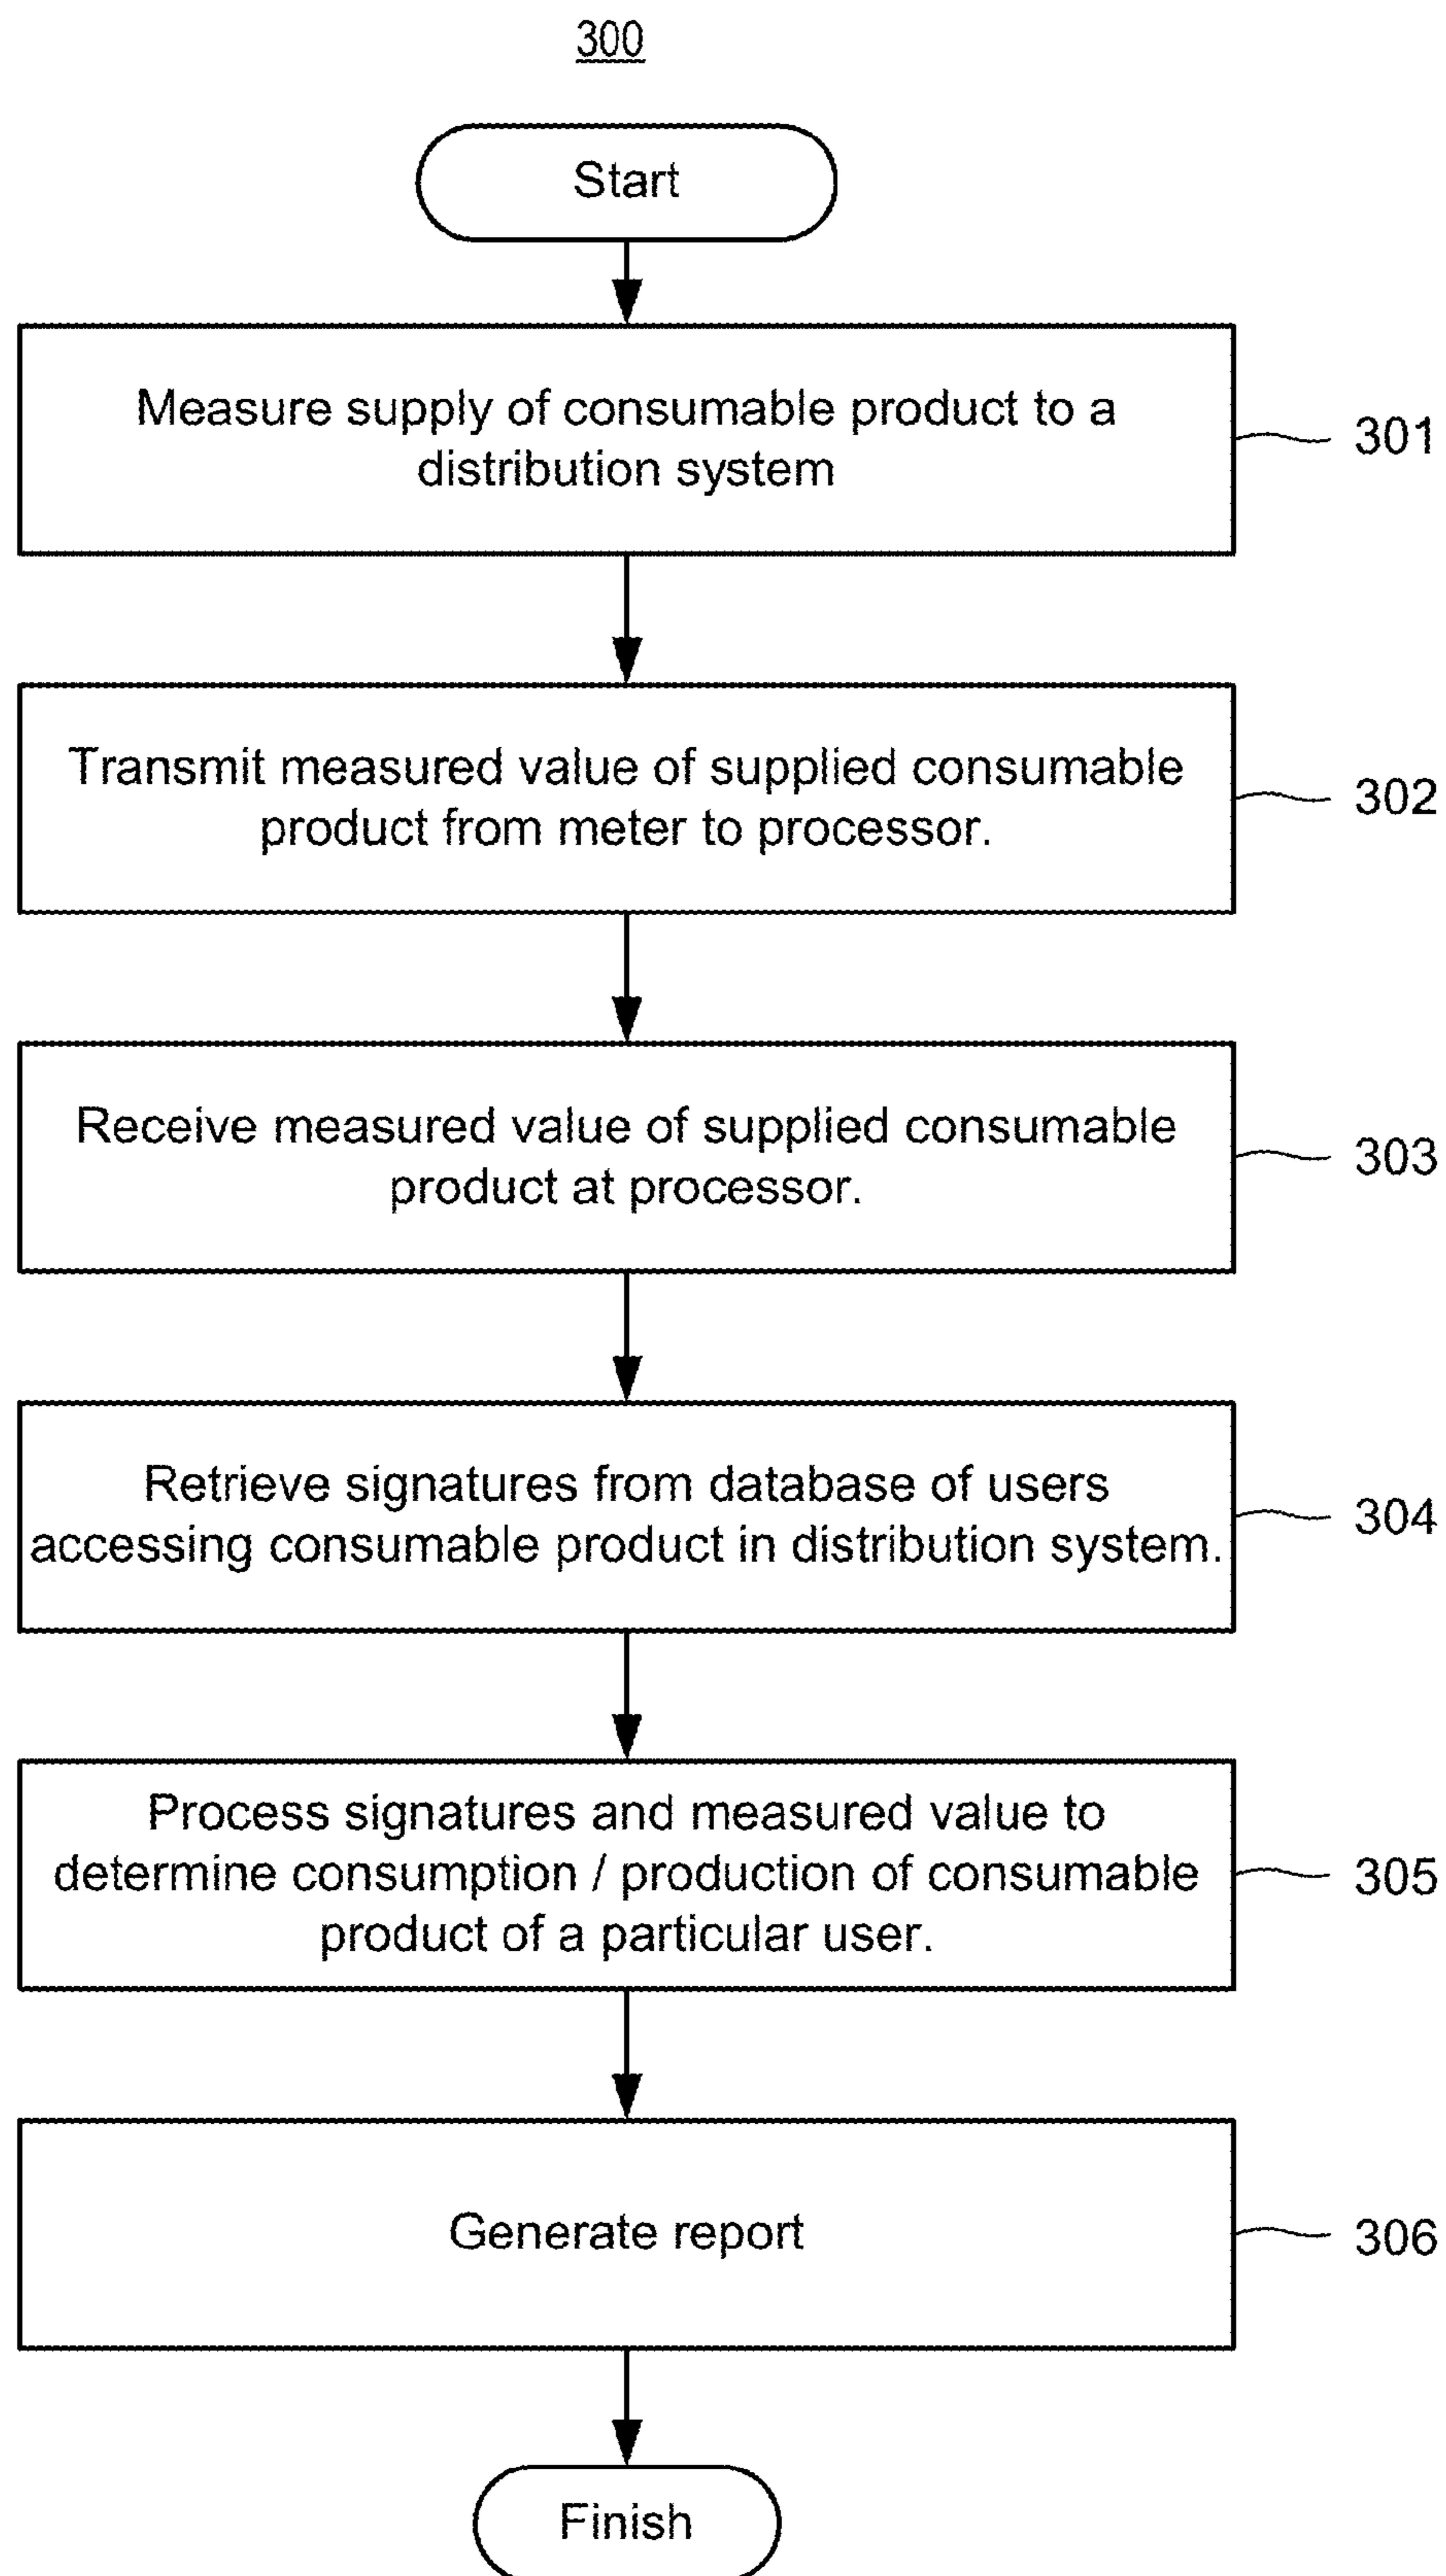 300
Start
Measure supply of consumable product to a
distribution system
301
Transmit measured value of supplied consumable
product from meter to processor.
302
Receive measured value of supplied consumable
product at processor.
303
Retrieve signatures from database of users
accessing consumable product in distribution system.
304
Process signatures and measured value to
determine consumption / production of consumable
product of a particular user.
305
Generate report
306
Finish